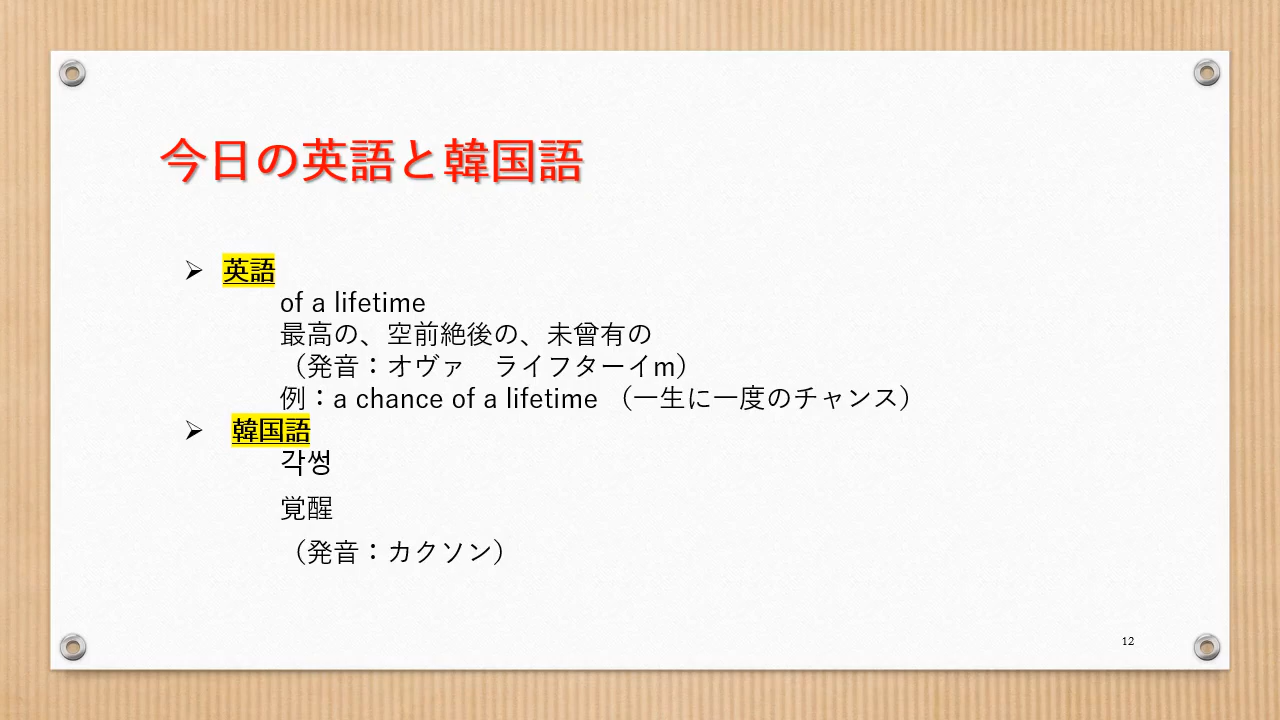 今日の英語と韓国語
➢ 英語
of a lifetime
最高の、空前絶後の、未曾有の
（発音：オヴァ　ライフターイm）
例：a chance of a lifetime （一生に一度のチャンス）
➢ 韓国語
각썽
覚醒
（発音：カクソン）
12